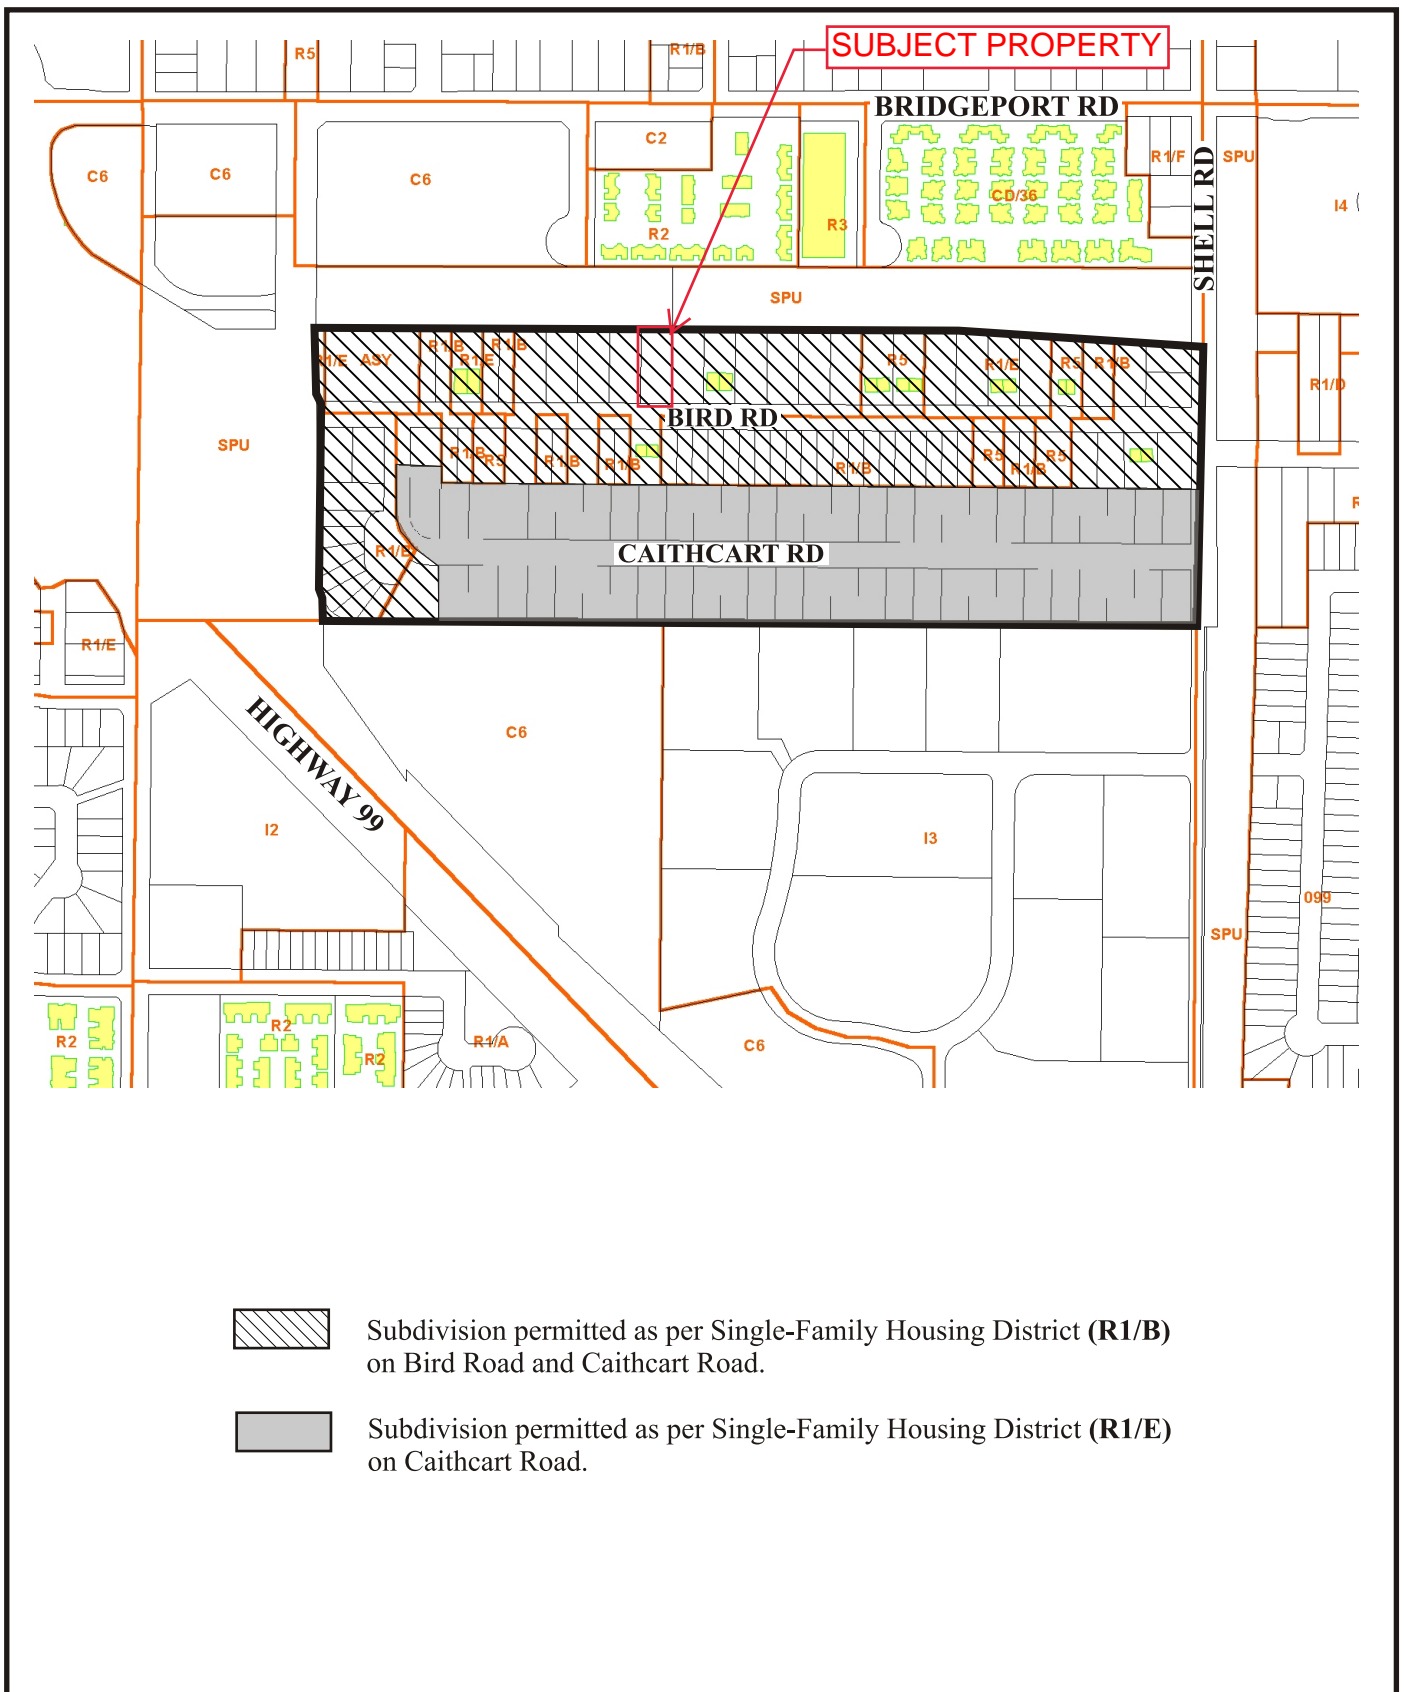 SUBJECT PROPERTY
R5
R1/B
BRIDGEPORT RD
C6
C6
C6
C2
R2
R3
CD/36
R1/F
SHELL RD
SPU
I4
SPU
R1/E
ASY
R1/B
R1/E
R1/B
R5
R1/E
R5
R1/B
R1/D
BIRD RD
SPU
R1/B
R5
R1/B
R1/B
R1/B
R5
R1/B
R5
R1/B
CAITHCART RD
R1/E
HIGHWAY 99
C6
I2
I3
099
SPU
R2
R2
R2
R1/A
C6
Subdivision permitted as per Single-Family Housing District (R1/B)
on Bird Road and Caithcart Road.
Subdivision permitted as per Single-Family Housing District (R1/E)
on Caithcart Road.